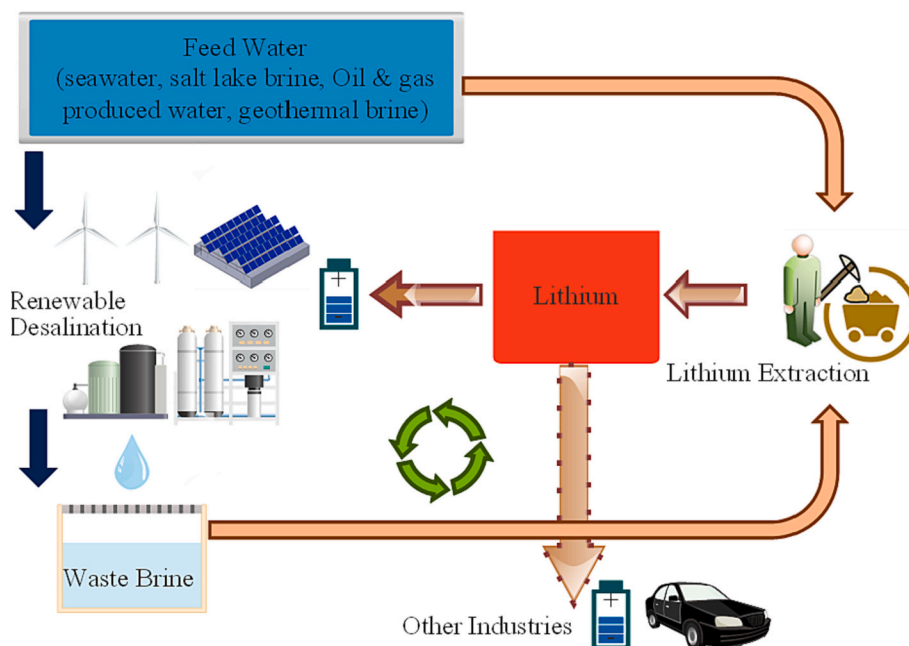 Feed Water
(seawater, salt lake brine, Oil & gas
produced water, geothermal brine)
Renewable
Desalination
Lithium
Lithium Extraction
Waste Brine
Other Industries